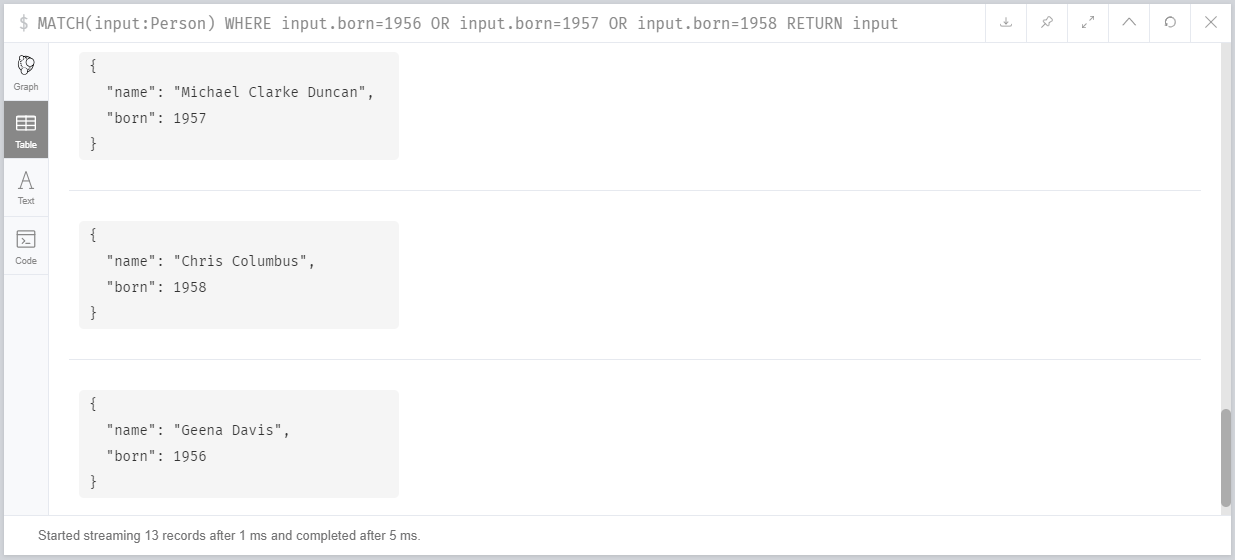 $ MATCH(input:Person) WHERE input.born=1956 OR input.born=1957 OR input.born=1958 RETURN input
Graph
Table
Text
Code
{
"name": "Michael Clarke Duncan",
"born": 1957
}
{
"name": "Chris Columbus",
"born": 1958
}
{
"name": "Geena Davis",
"born": 1956
}
Started streaming 13 records after 1 ms and completed after 5 ms.